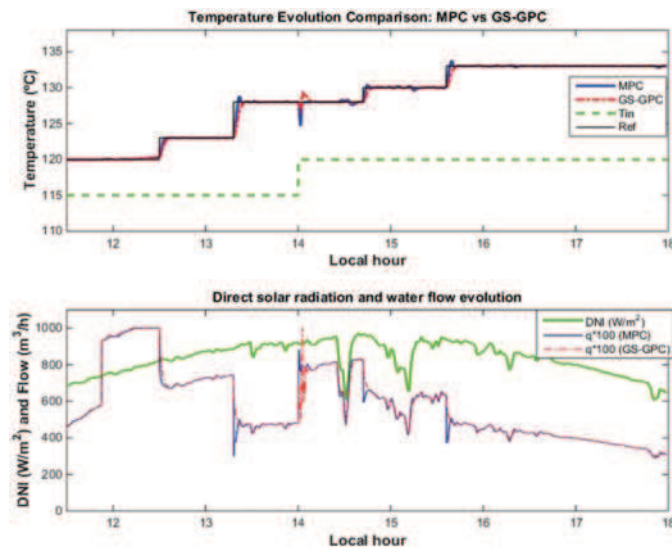 Temperature Evolution Comparison: MPC vs GS-GPC
Temperature (ºC)
135
130
125
120
115
110
MPC
GS-GPC
Tin
Ref
12
13
14
15
16
17
18
Local hour
Direct solar radiation and water flow evolution
DNI (W/m²) and Flow (m³/h)
1000
800
600
400
200
0
DNI (W/m²)
q*100 (MPC)
q*100 (GS-GPC)
12
13
14
15
16
17
18
Local hour